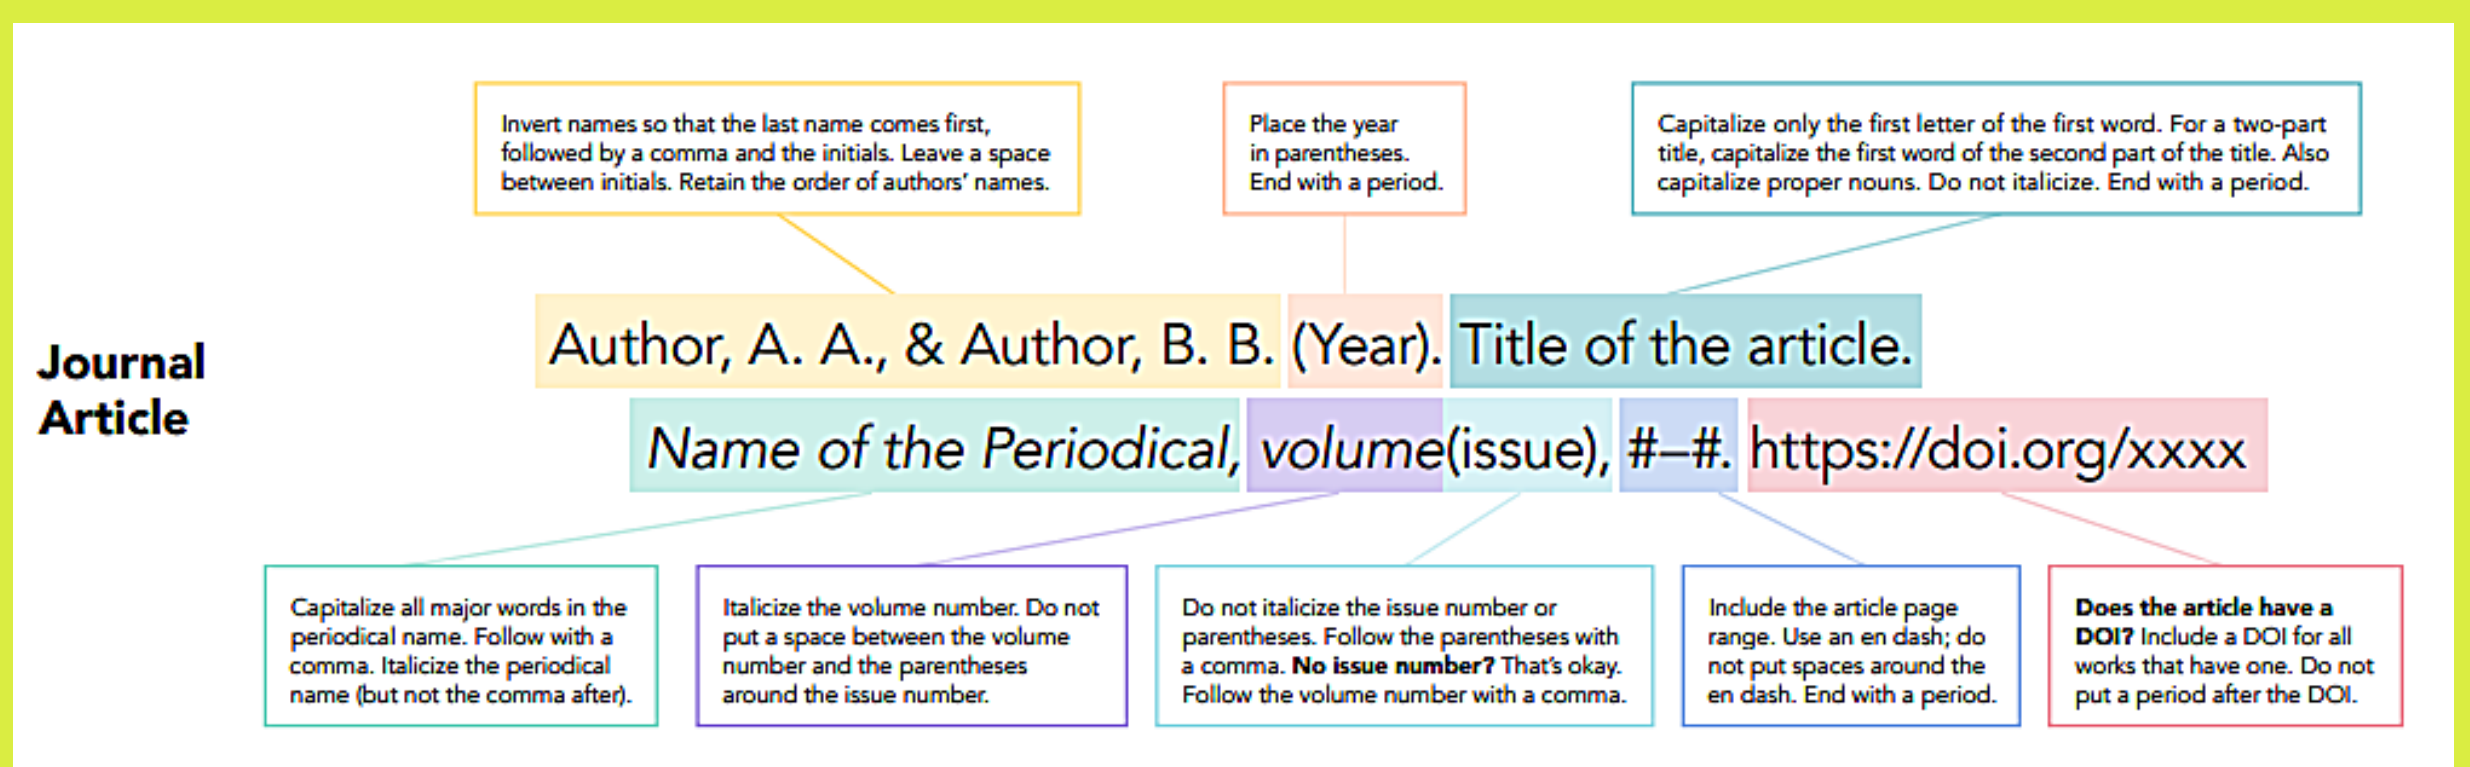 Invert names so that the last name comes first,
followed by a comma and the initials. Leave a space
between initials. Retain the order of authors’ names.
Place the year
in parentheses.
End with a period.
Capitalize only the first letter of the first word. For a two-part
title, capitalize the first word of the second part of the title. Also
capitalize proper nouns. Do not italicize. End with a period.
Journal
Article
Author, A. A., & Author, B. B. (Year). Title of the article.
Name of the Periodical, volume(issue), #–#. https://doi.org/xxxx
Capitalize all major words in the
periodical name. Follow with a
comma. Italicize the periodical
name (but not the comma after).
Italicize the volume number. Do not
put a space between the volume
number and the parentheses
around the issue number.
Do not italicize the issue number or
parentheses. Follow the parentheses with
a comma. No issue number? That’s okay.
Follow the volume number with a comma.
Include the article page
range. Use an en dash; do
not put spaces around the
en dash. End with a period.
Does the article have a
DOI? Include a DOI for all
works that have one. Do not
put a period after the DOI.